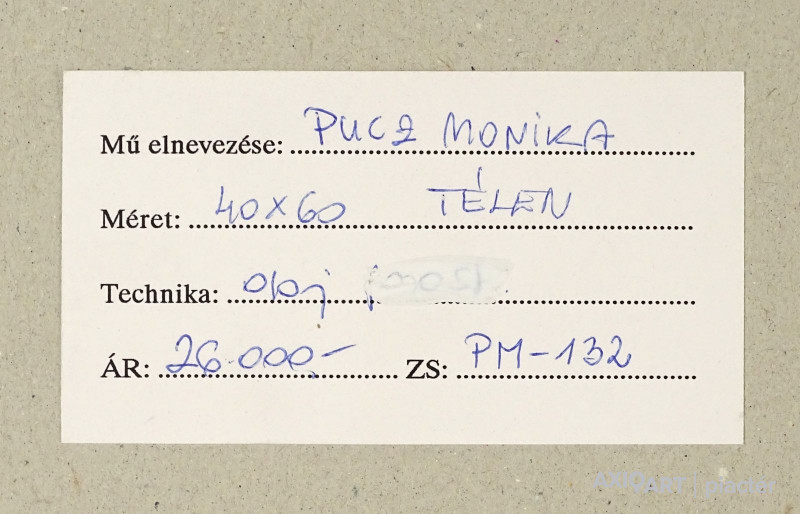 Mű elnevezése: PUCZ MONIKA
Méret: 40x60 TÉLEN
Technika: olaj
ÁR: 26.000,- ZS: PM-132
AXIOART